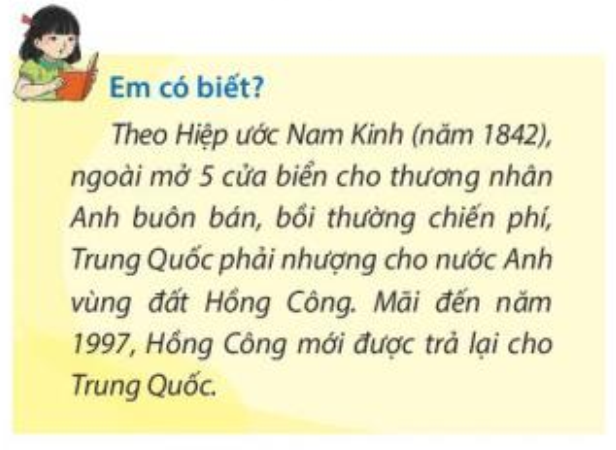 Em có biết?
Theo Hiệp ước Nam Kinh (năm 1842),
ngoài mở 5 cửa biển cho thương nhân
Anh buôn bán, bồi thường chiến phí,
Trung Quốc phải nhượng cho nước Anh
vùng đất Hồng Công. Mãi đến năm
1997, Hồng Công mới được trả lại cho
Trung Quốc.